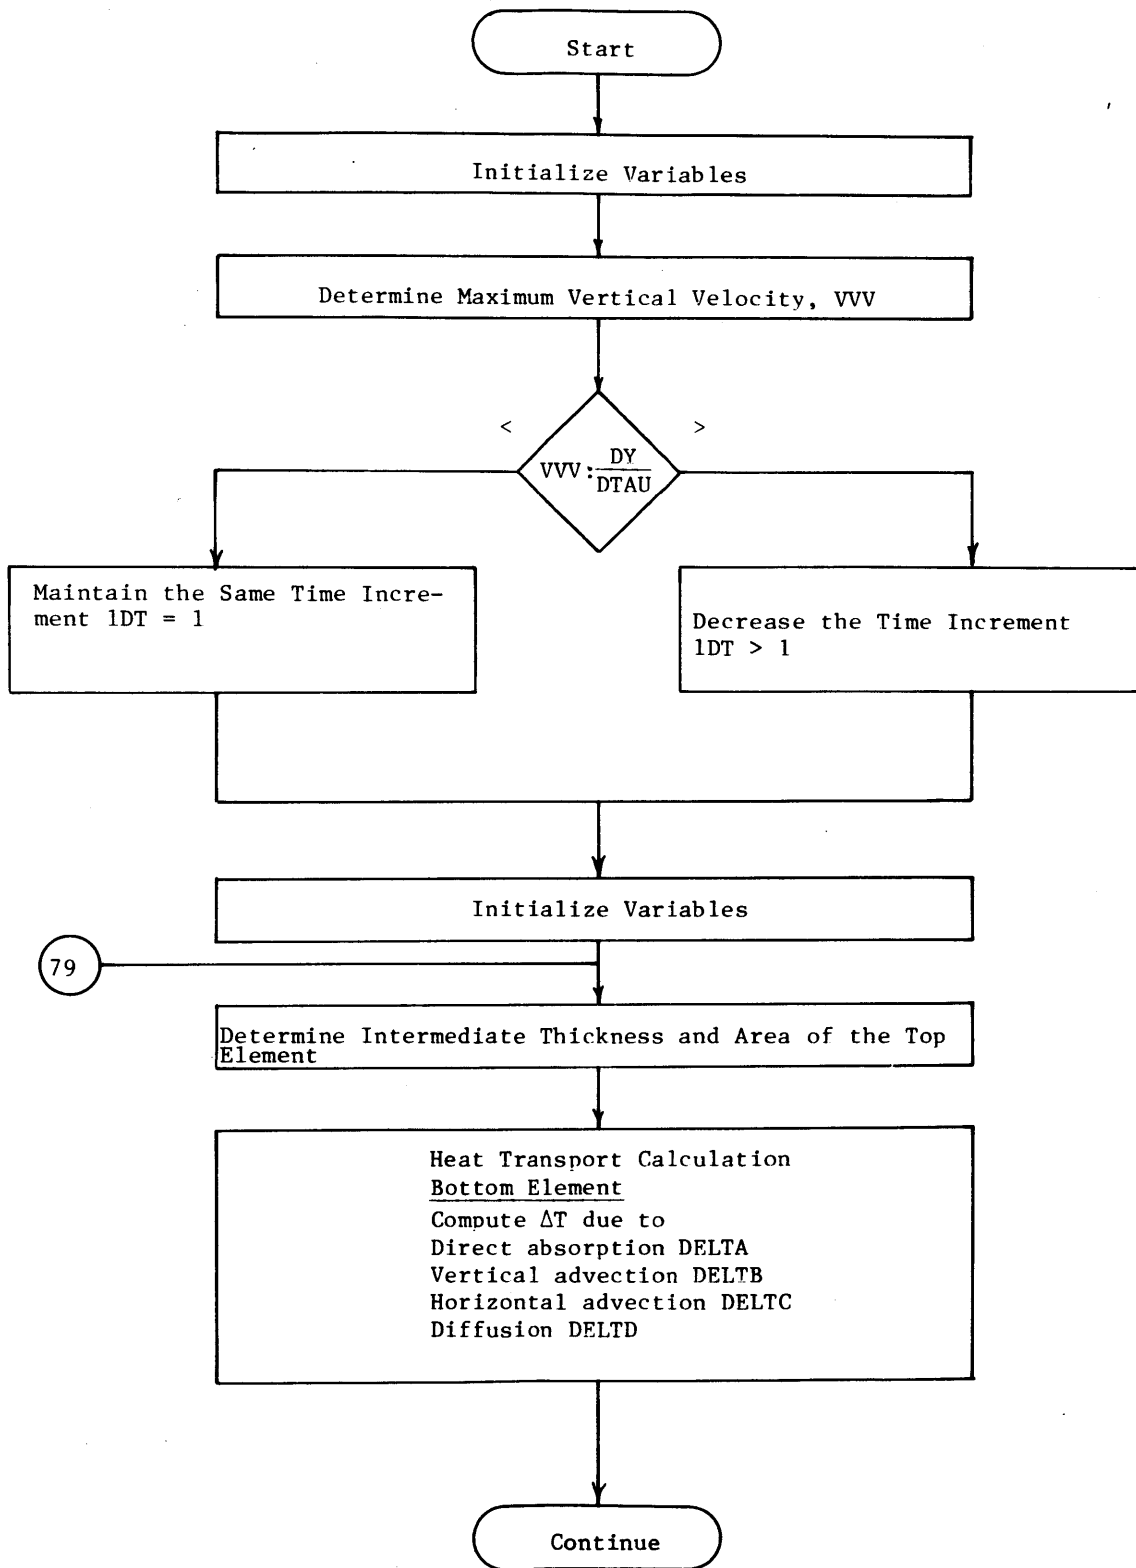 Start
Initialize Variables
Determine Maximum Vertical Velocity, VVV
< >
VVV : DY
DTAU
Maintain the Same Time Incre-
ment 1DT = 1
Decrease the Time Increment
1DT > 1
Initialize Variables
79
Determine Intermediate Thickness and Area of the Top
Element
Heat Transport Calculation
Bottom Element
Compute ΔT due to
Direct absorption DELTA
Vertical advection DELTB
Horizontal advection DELTC
Diffusion DELTD
Continue